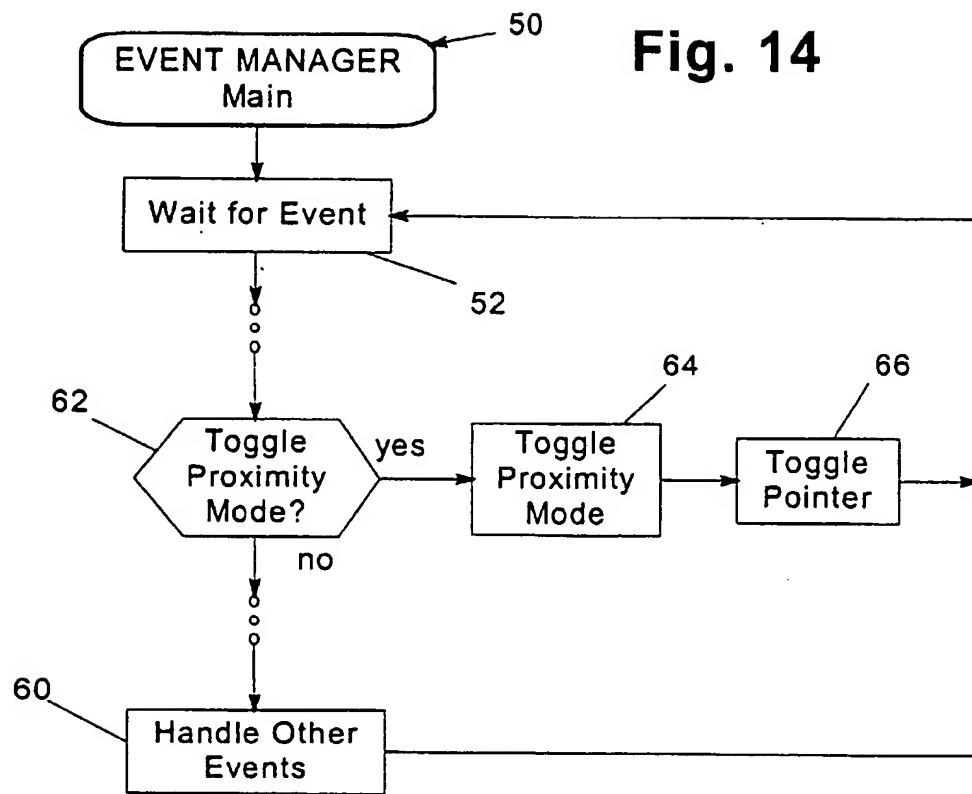 50
Fig. 14
EVENT MANAGER
Main
Wait for Event
52
62
Toggle
Proximity
Mode?
yes
no
64
Toggle
Proximity
Mode
66
Toggle
Pointer
60
Handle Other
Events